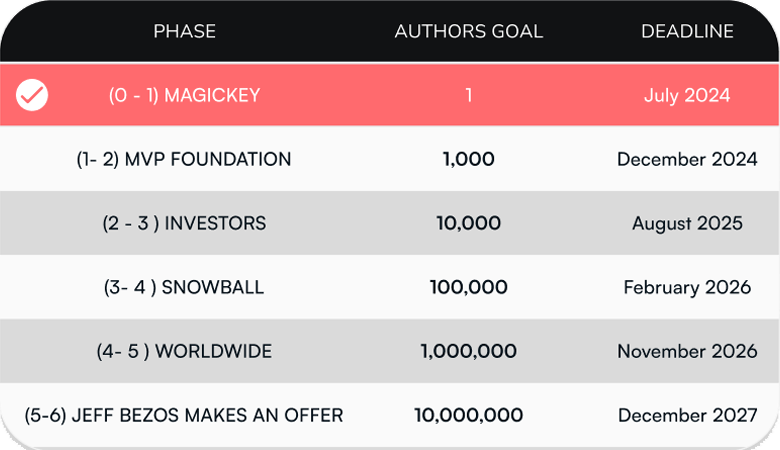 PHASE AUTHORS GOAL DEADLINE
(0 - 1) MAGICKEY 1 July 2024
(1- 2) MVP FOUNDATION 1,000 December 2024
(2 - 3 ) INVESTORS 10,000 August 2025
(3- 4 ) SNOWBALL 100,000 February 2026
(4- 5 ) WORLDWIDE 1,000,000 November 2026
(5-6) JEFF BEZOS MAKES AN OFFER 10,000,000 December 2027